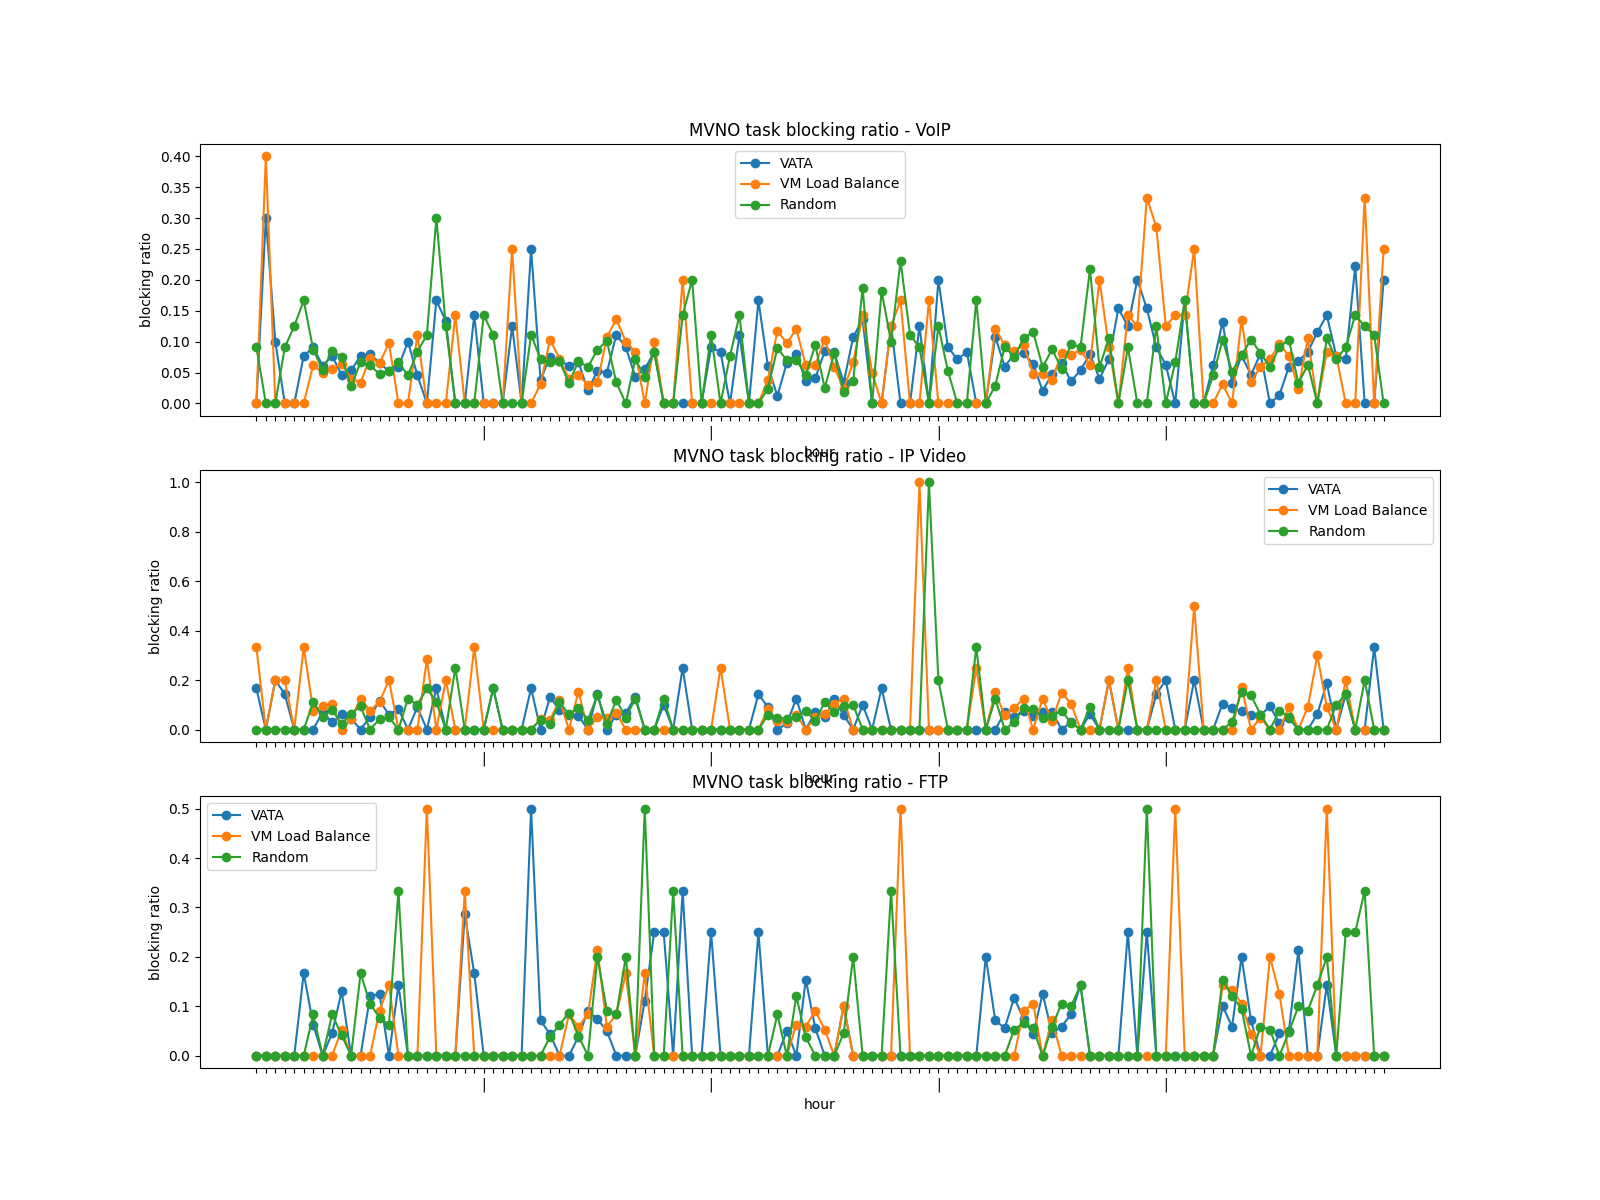 MVNO task blocking ratio - VoIP
0.40
0.35
0.30
0.25
0.20
0.15
0.10
0.05
0.00
blocking ratio
VATA
VM Load Balance
Random
|
|
|
|
hour
MVNO task blocking ratio - IP Video
1.0
0.8
0.6
0.4
0.2
0.0
blocking ratio
VATA
VM Load Balance
Random
|
|
|
|
hour
MVNO task blocking ratio - FTP
0.5
0.4
0.3
0.2
0.1
0.0
blocking ratio
VATA
VM Load Balance
Random
|
|
|
|
hour